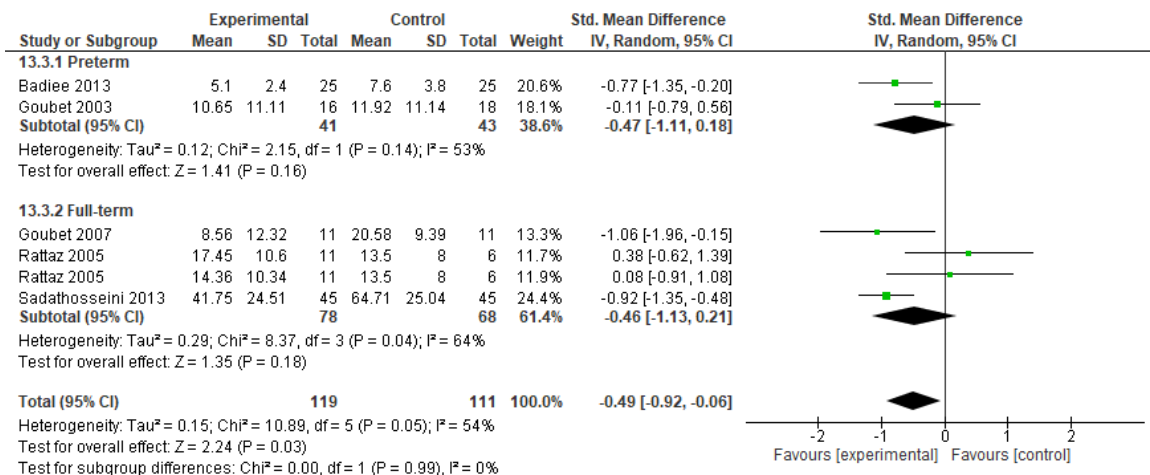 Experimental Control Std. Mean Difference Std. Mean Difference
Study or Subgroup Mean SD Total Mean SD Total Weight IV, Random, 95% CI IV, Random, 95% CI
13.3.1 Preterm
Badiee 2013 5.1 2.4 25 7.6 3.8 25 20.6% -0.77 [-1.35, -0.20]
Goubet 2003 10.65 11.11 16 11.92 11.14 18 18.1% -0.11 [-0.79, 0.56]
Subtotal (95% CI) 41 43 38.6% -0.47 [-1.11, 0.18]
Heterogeneity: Tau² = 0.12; Chi² = 2.15, df = 1 (P = 0.14); I² = 53%
Test for overall effect: Z = 1.41 (P = 0.16)
13.3.2 Full-term
Goubet 2007 8.56 12.32 11 20.58 9.39 11 13.3% -1.06 [-1.96, -0.15]
Rattaz 2005 17.45 10.6 11 13.5 8 6 11.7% 0.38 [-0.62, 1.39]
Rattaz 2005 14.36 10.34 11 13.5 8 6 11.9% 0.08 [-0.91, 1.08]
Sadathosseini 2013 41.75 24.51 45 64.71 25.04 45 24.4% -0.92 [-1.35, -0.48]
Subtotal (95% CI) 78 68 61.4% -0.46 [-1.13, 0.21]
Heterogeneity: Tau² = 0.29; Chi² = 8.37, df = 3 (P = 0.04); I² = 64%
Test for overall effect: Z = 1.35 (P = 0.18)
Total (95% CI) 119 111 100.0% -0.49 [-0.92, -0.06]
Heterogeneity: Tau² = 0.15; Chi² = 10.89, df = 5 (P = 0.05); I² = 54%
Test for overall effect: Z = 2.24 (P = 0.03)
Test for subgroup differences: Chi² = 0.00, df = 1 (P = 0.99), I² = 0%
-2 -1 0 1 2
Favours [experimental] Favours [control]